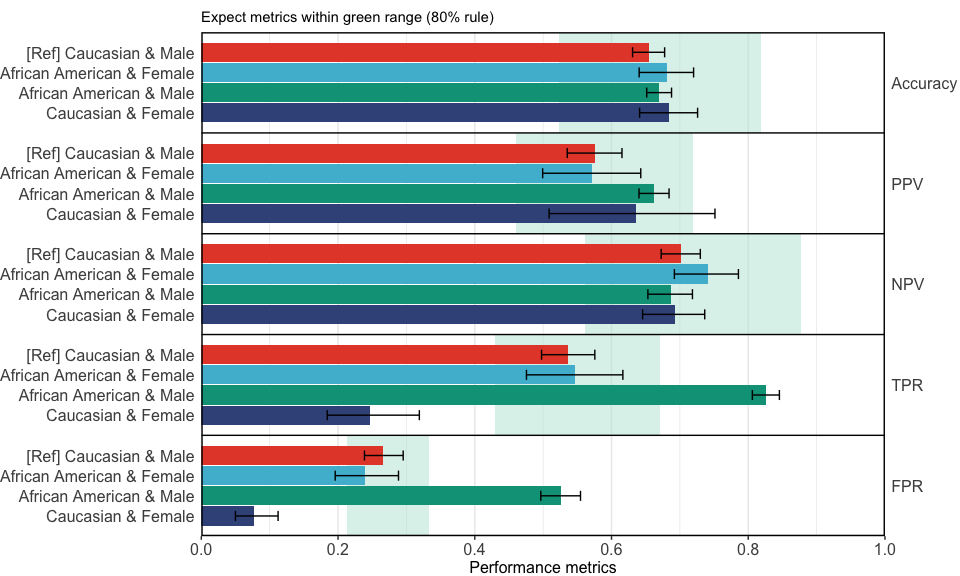 Expect metrics within green range (80% rule)
[Ref] Caucasian & Male
African American & Female
African American & Male
Caucasian & Female
Accuracy
[Ref] Caucasian & Male
African American & Female
African American & Male
Caucasian & Female
PPV
[Ref] Caucasian & Male
African American & Female
African American & Male
Caucasian & Female
NPV
[Ref] Caucasian & Male
African American & Female
African American & Male
Caucasian & Female
TPR
[Ref] Caucasian & Male
African American & Female
African American & Male
Caucasian & Female
FPR
0.0 0.2 0.4 0.6 0.8 1.0
Performance metrics